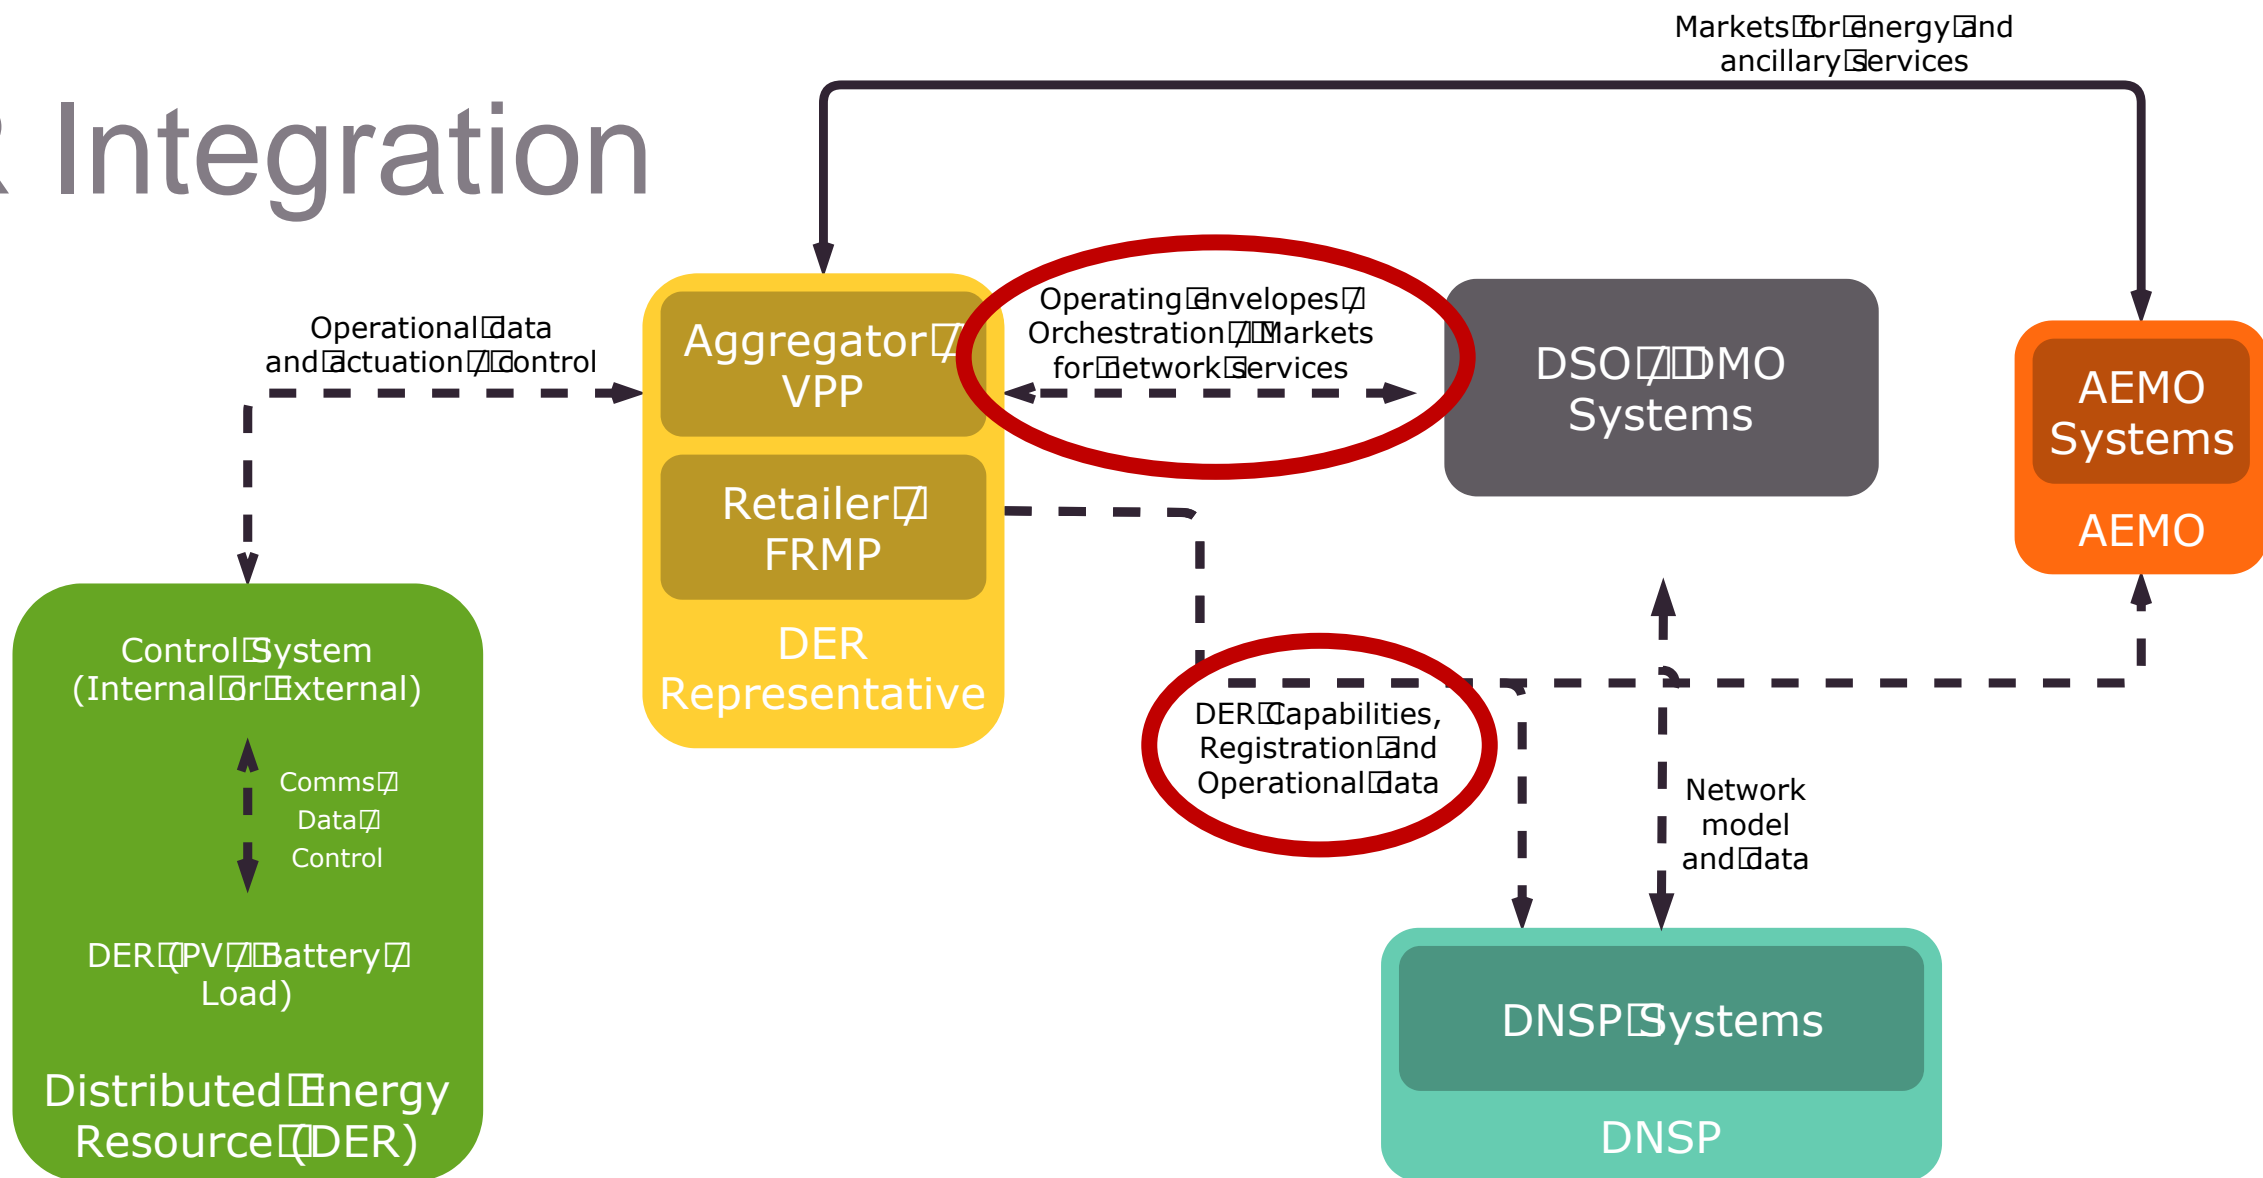 Markets for energy and
ancillary services
R Integration
Operating envelopes /
Orchestration / Markets
for network services
Operational data
and actuation / control
Aggregator /
VPP
DSO / DMO
Systems
AEMO
Systems
AEMO
Retailer /
FRMP
DER
Representative
Control System
(Internal or External)
DER Capabilities,
Registration and
Operational data
Comms /
Data /
Control
Network
model
and data
DER (PV / Battery /
Load)
DNSP Systems
Distributed Energy
Resource (DER)
DNSP